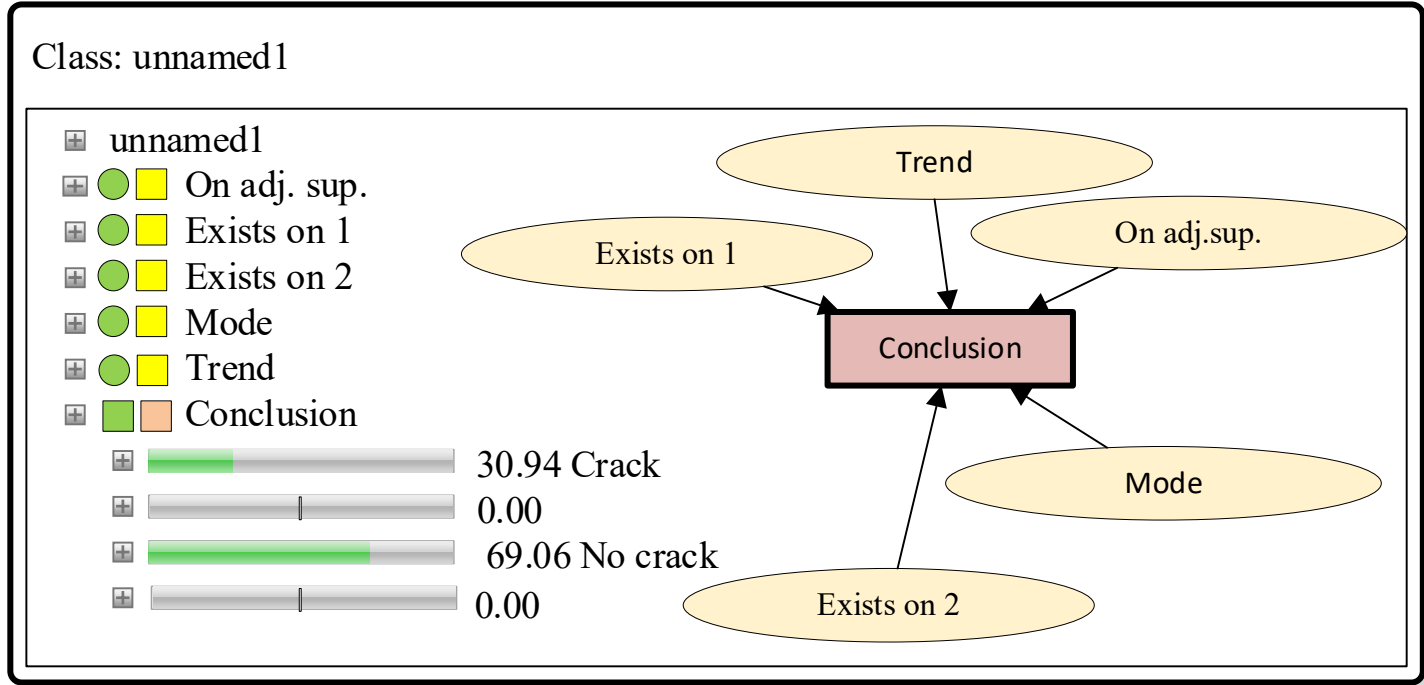 Class: unnamed1
unnamed1
On adj. sup.
Exists on 1
Exists on 2
Mode
Trend
Conclusion
30.94 Crack
0.00
69.06 No crack
0.00
Trend
On adj.sup.
Exists on 1
Conclusion
Mode
Exists on 2